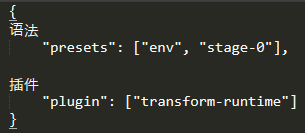 {
语法
    "presets": ["env", "stage-0"],

插件
    "plugin": ["transform-runtime"]
}